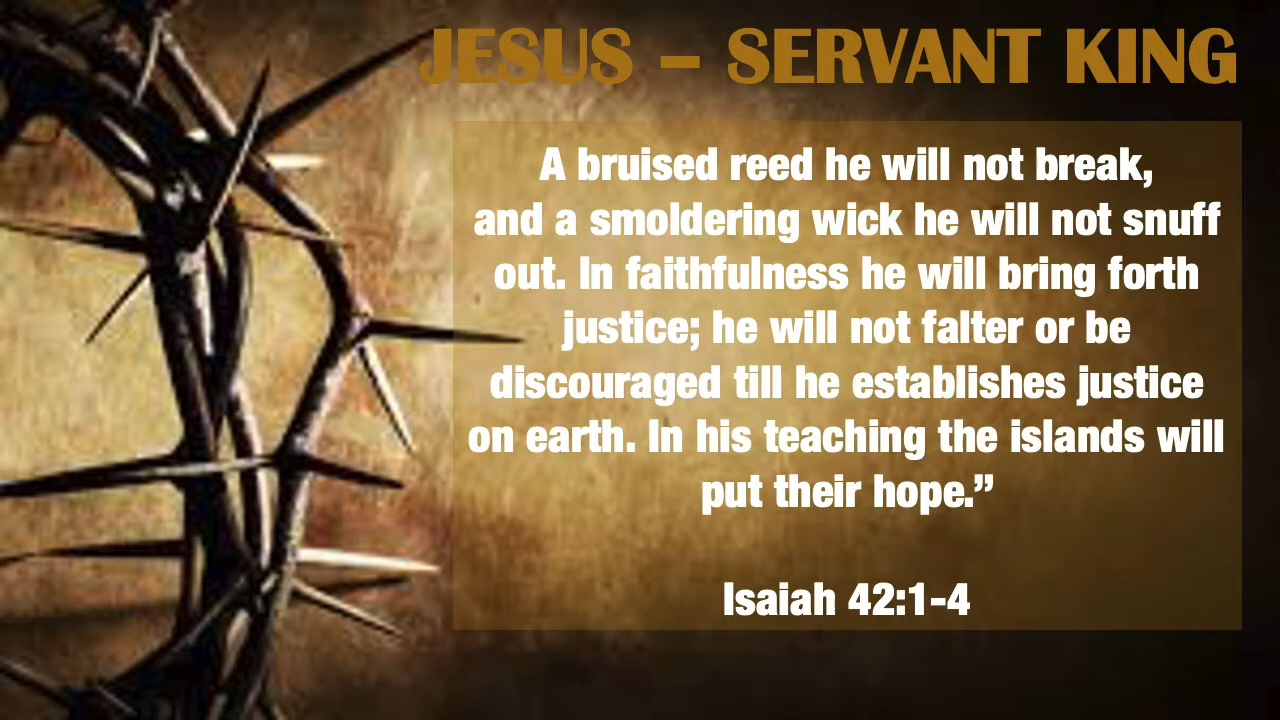 JESUS – SERVANT KING
A bruised reed he will not break,
and a smoldering wick he will not snuff
out. In faithfulness he will bring forth
justice; he will not falter or be
discouraged till he establishes justice
on earth. In his teaching the islands will
put their hope.”
Isaiah 42:1-4